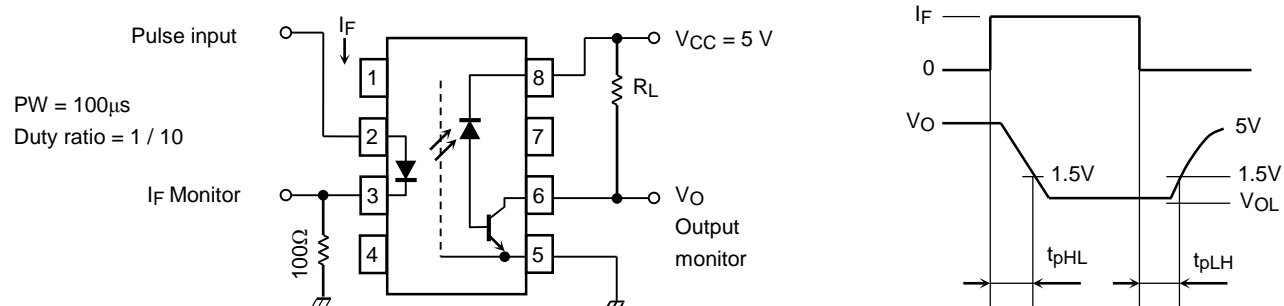 Pulse input
IF
VCC = 5 V
PW = 100μs
Duty ratio = 1 / 10
RL
1
2
3
4
8
7
6
5
IF Monitor
100Ω
VO
Output
monitor
IF
0
VO
5V
1.5V
1.5V
VOL
tpHL
tpLH